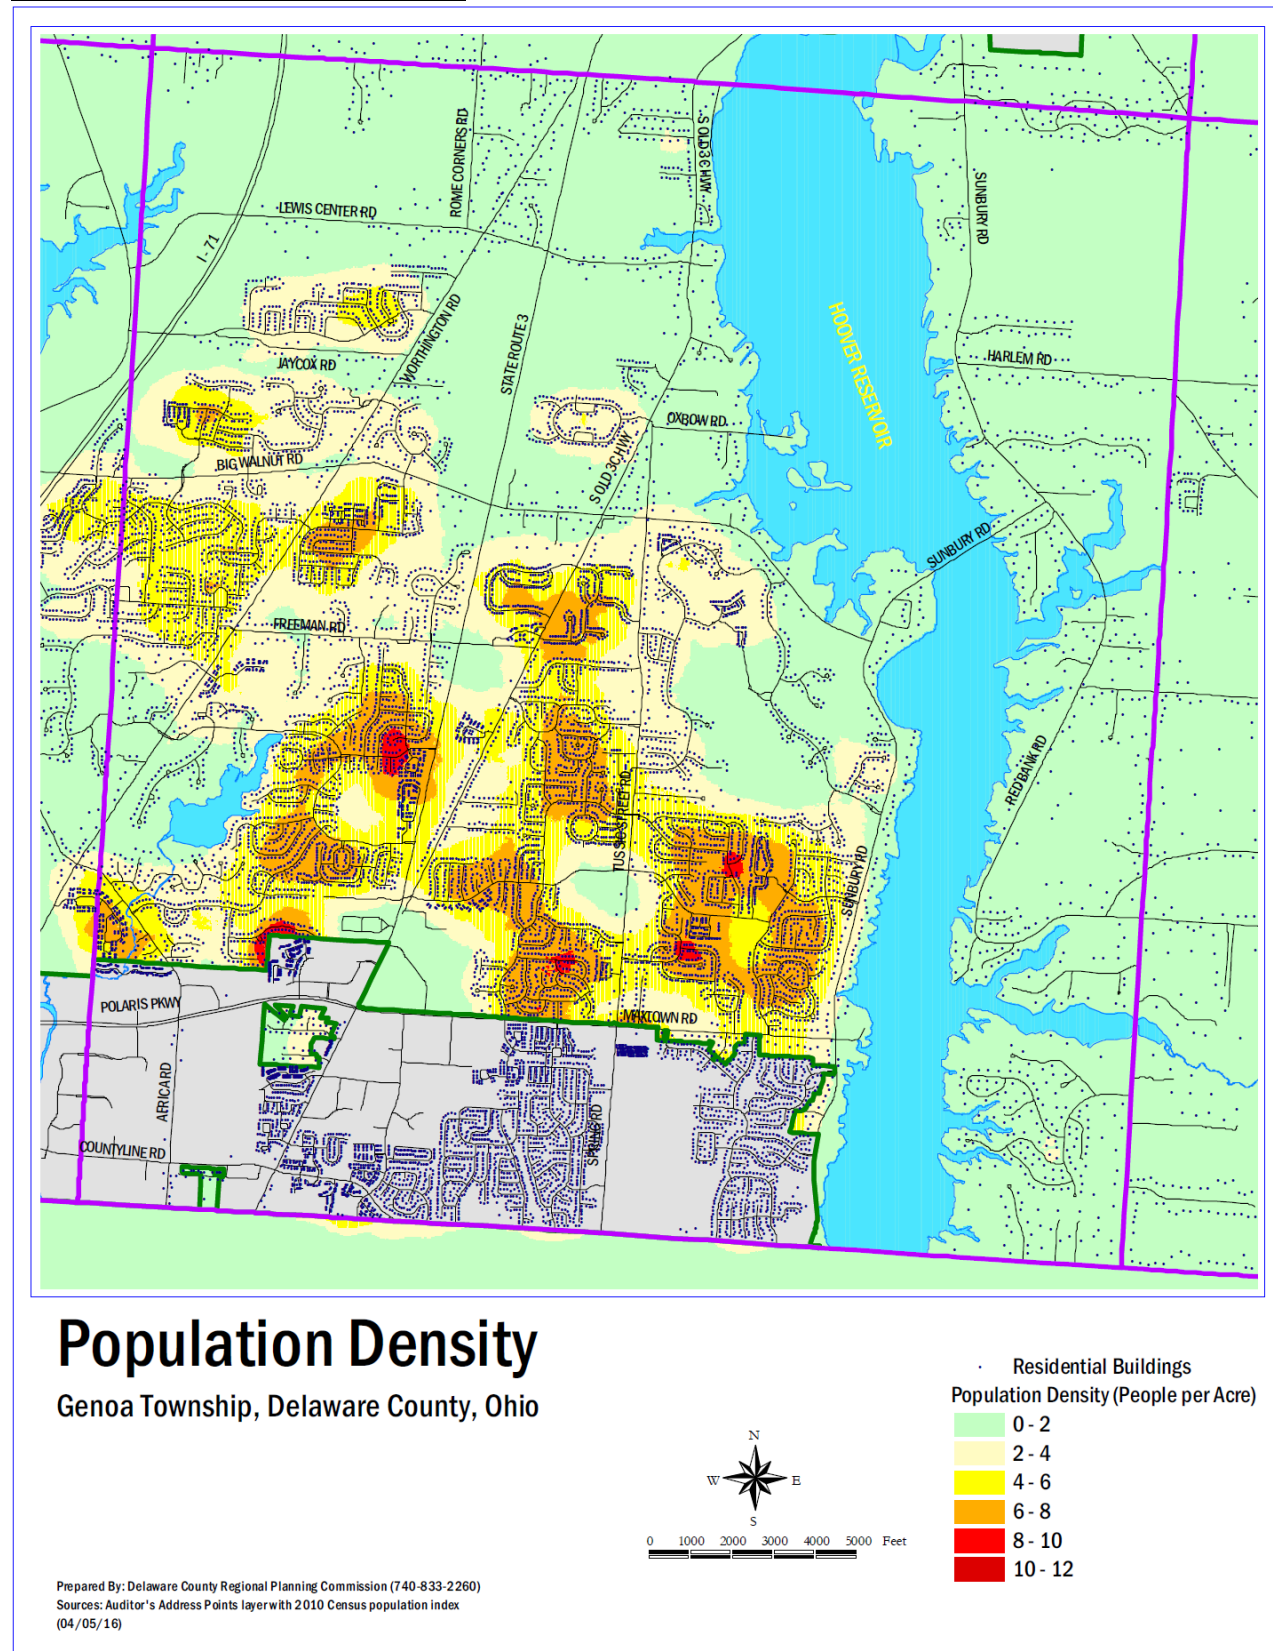 ROME CORNERS RD
S OLD 3C HWY
SUNBURY RD
LEWIS CENTER RD
I - 71
WORTHINGTON RD
STATE ROUTE 3
HOOVER RESERVOIR
JAYCOX RD
HARLEM RD
OXBOW RD
S OLD 3C HWY
BIG WALNUT RD
SUNBURY RD
FREEMAN RD
RED BANK RD
TUSSIC STREET RD
SUNBURY RD
POLARIS PKWY
MAXTOWN RD
AFRICA RD
SPRING RD
COUNTYLINE RD
Population Density
Genoa Township, Delaware County, Ohio
Residential Buildings
Population Density (People per Acre)
0 - 2
2 - 4
4 - 6
6 - 8
8 - 10
10 - 12
N
W E
S
0 1000 2000 3000 4000 5000 Feet
Prepared By: Delaware County Regional Planning Commission (740-833-2260)
Sources: Auditor's Address Points layer with 2010 Census population index
(04/05/16)